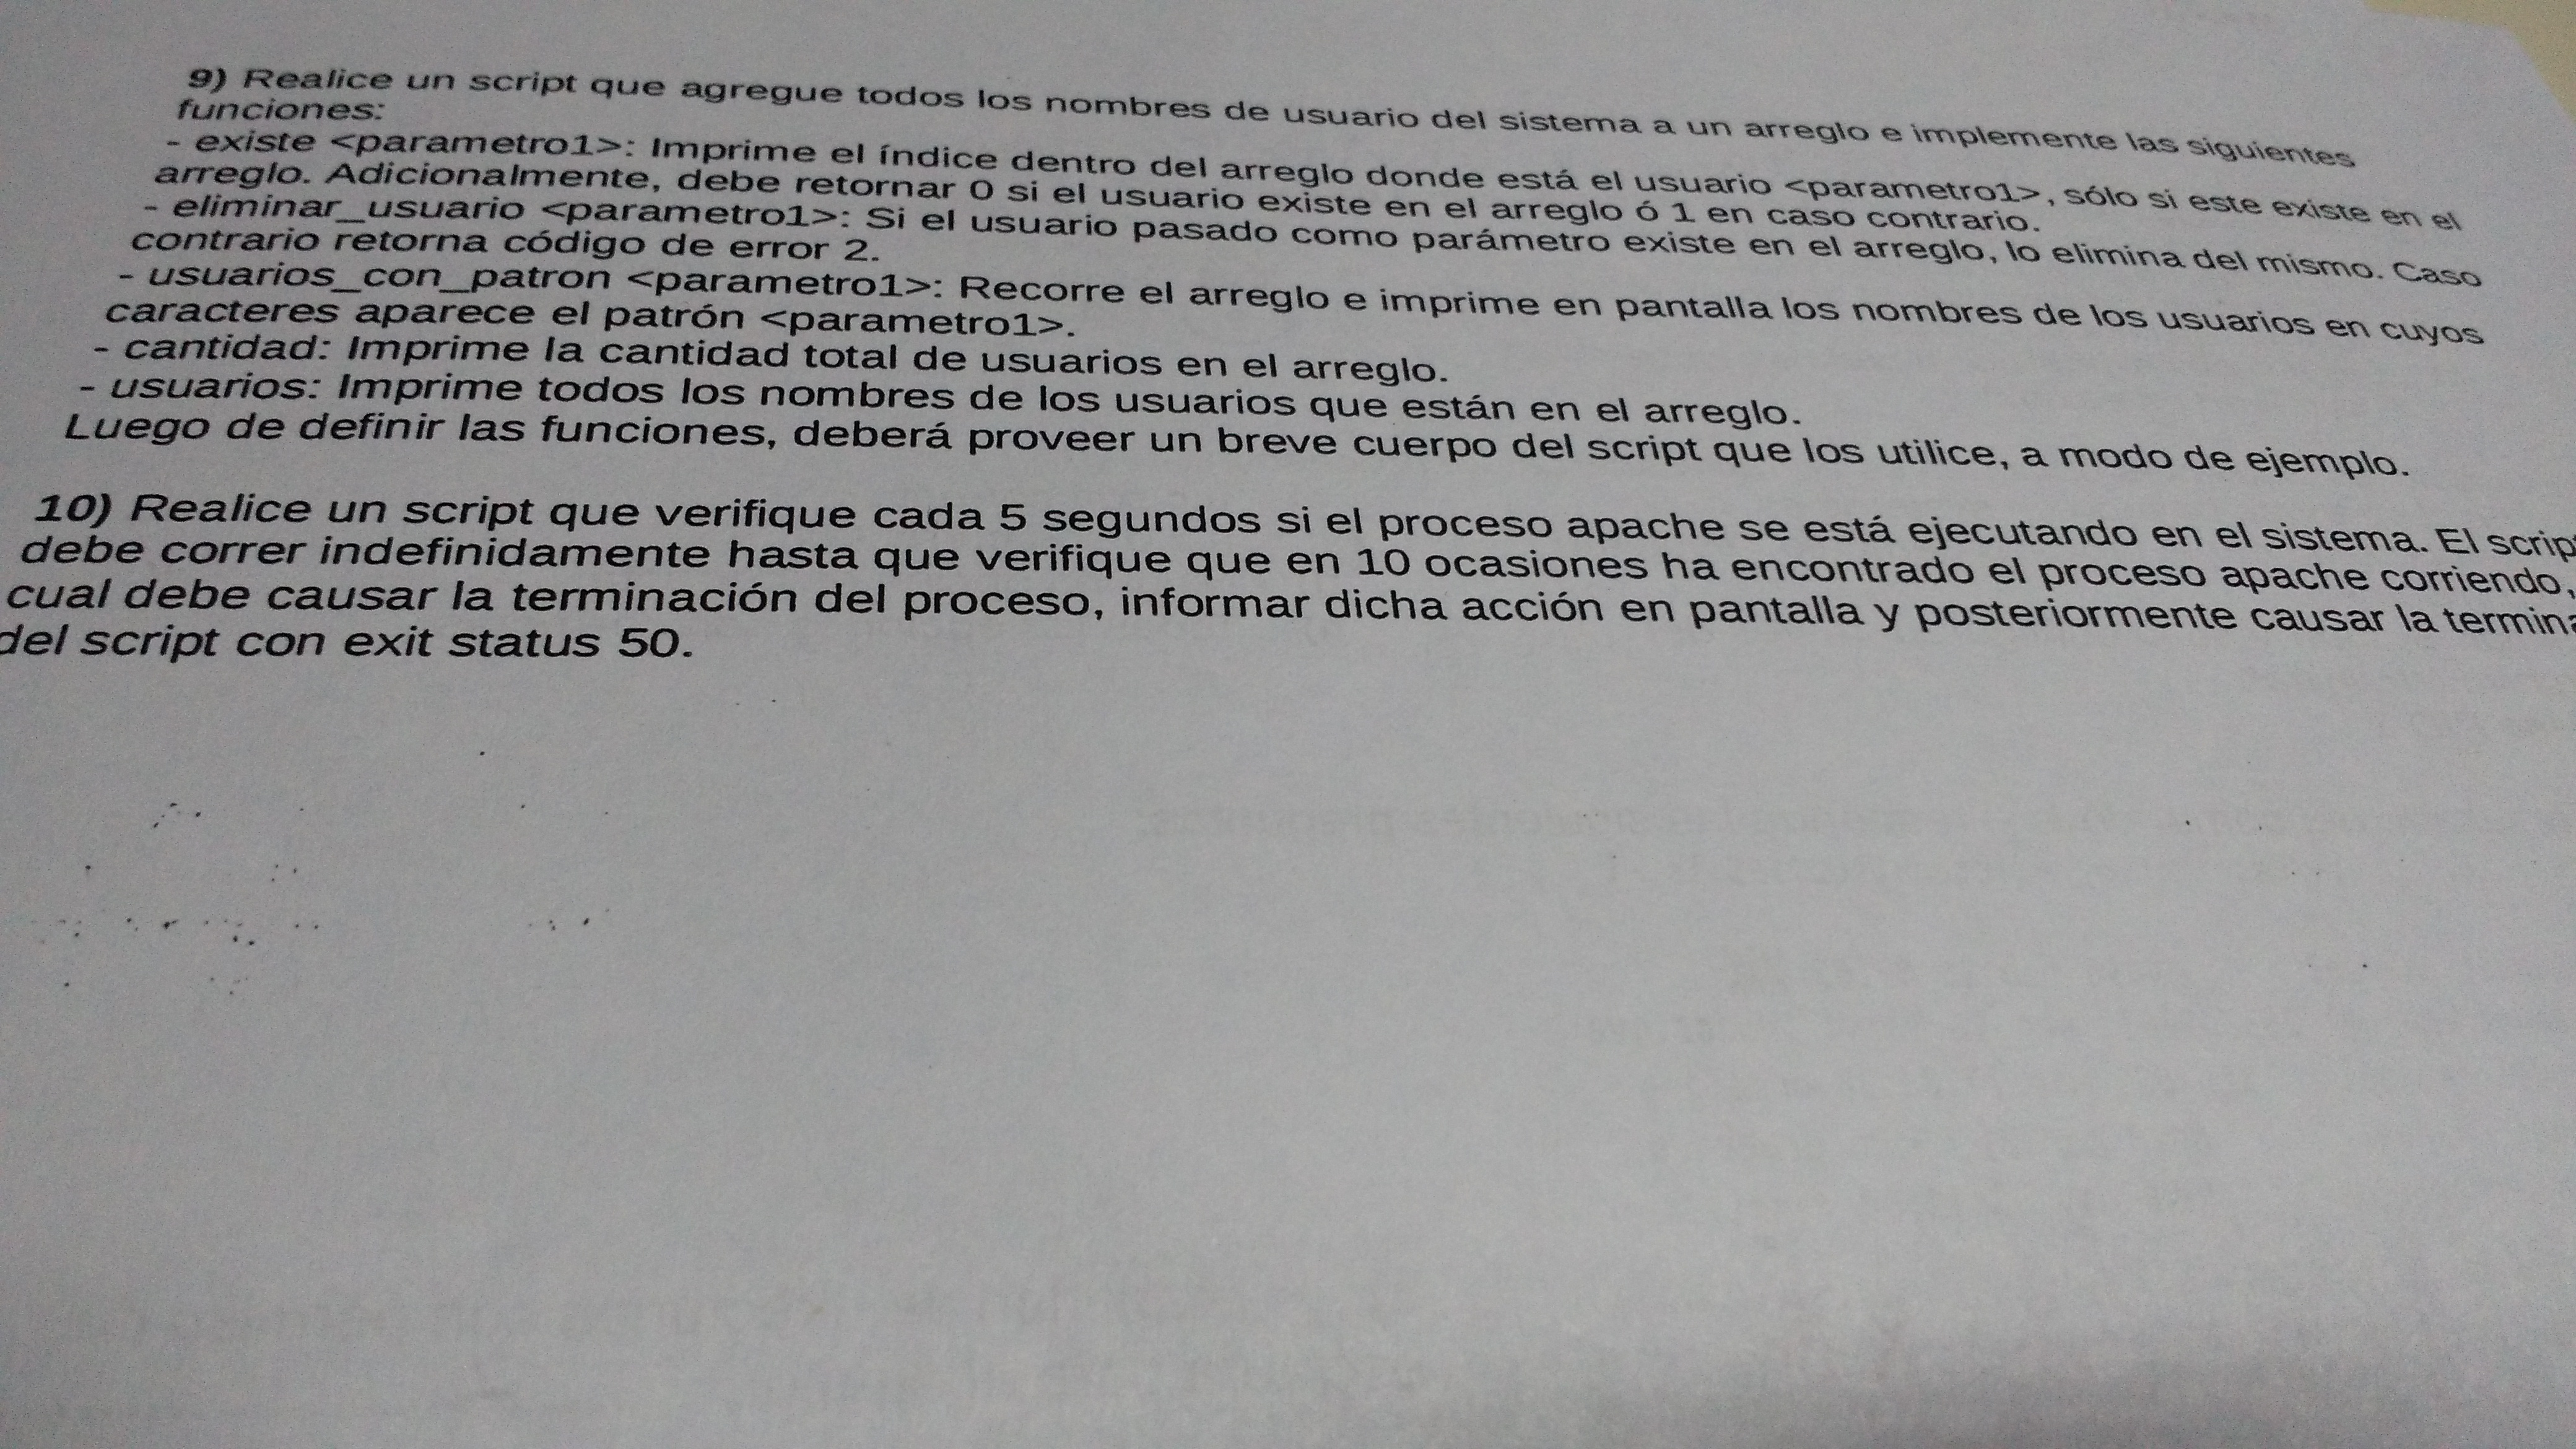 9) Realice un script que agregue todos los nombres de usuario del sistema a un arreglo e implemente las siguientes
funciones:
- existe <parametro1>: Imprime el índice dentro del arreglo donde está el usuario <parametro1>, sólo si este existe en el
arreglo. Adicionalmente, debe retornar 0 si el usuario existe en el arreglo ó 1 en caso contrario.
- eliminar_usuario <parametro1>: Si el usuario pasado como parámetro existe en el arreglo, lo elimina del mismo. Caso
contrario retorna código de error 2.
- usuarios_con_patron <parametro1>: Recorre el arreglo e imprime en pantalla los nombres de los usuarios en cuyos
caracteres aparece el patrón <parametro1>.
- cantidad: Imprime la cantidad total de usuarios en el arreglo.
- usuarios: Imprime todos los nombres de los usuarios que están en el arreglo.
Luego de definir las funciones, deberá proveer un breve cuerpo del script que los utilice, a modo de ejemplo.
10) Realice un script que verifique cada 5 segundos si el proceso apache se está ejecutando en el sistema. El scrip
debe correr indefinidamente hasta que verifique que en 10 ocasiones ha encontrado el proceso apache corriendo,
cual debe causar la terminación del proceso, informar dicha acción en pantalla y posteriormente causar la termina
del script con exit status 50.